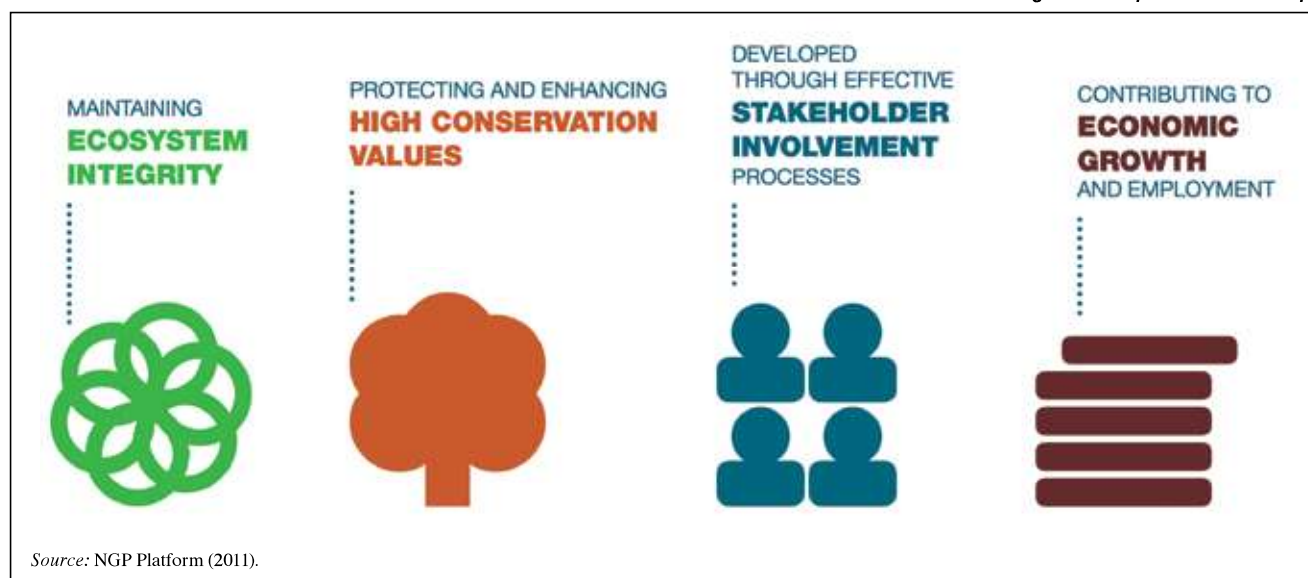 MAINTAINING
ECOSYSTEM
INTEGRITY
PROTECTING AND ENHANCING
HIGH CONSERVATION
VALUES
DEVELOPED
THROUGH EFFECTIVE
STAKEHOLDER
INVOLVEMENT
PROCESSES
CONTRIBUTING TO
ECONOMIC
GROWTH
AND EMPLOYMENT
Source: NGP Platform (2011).